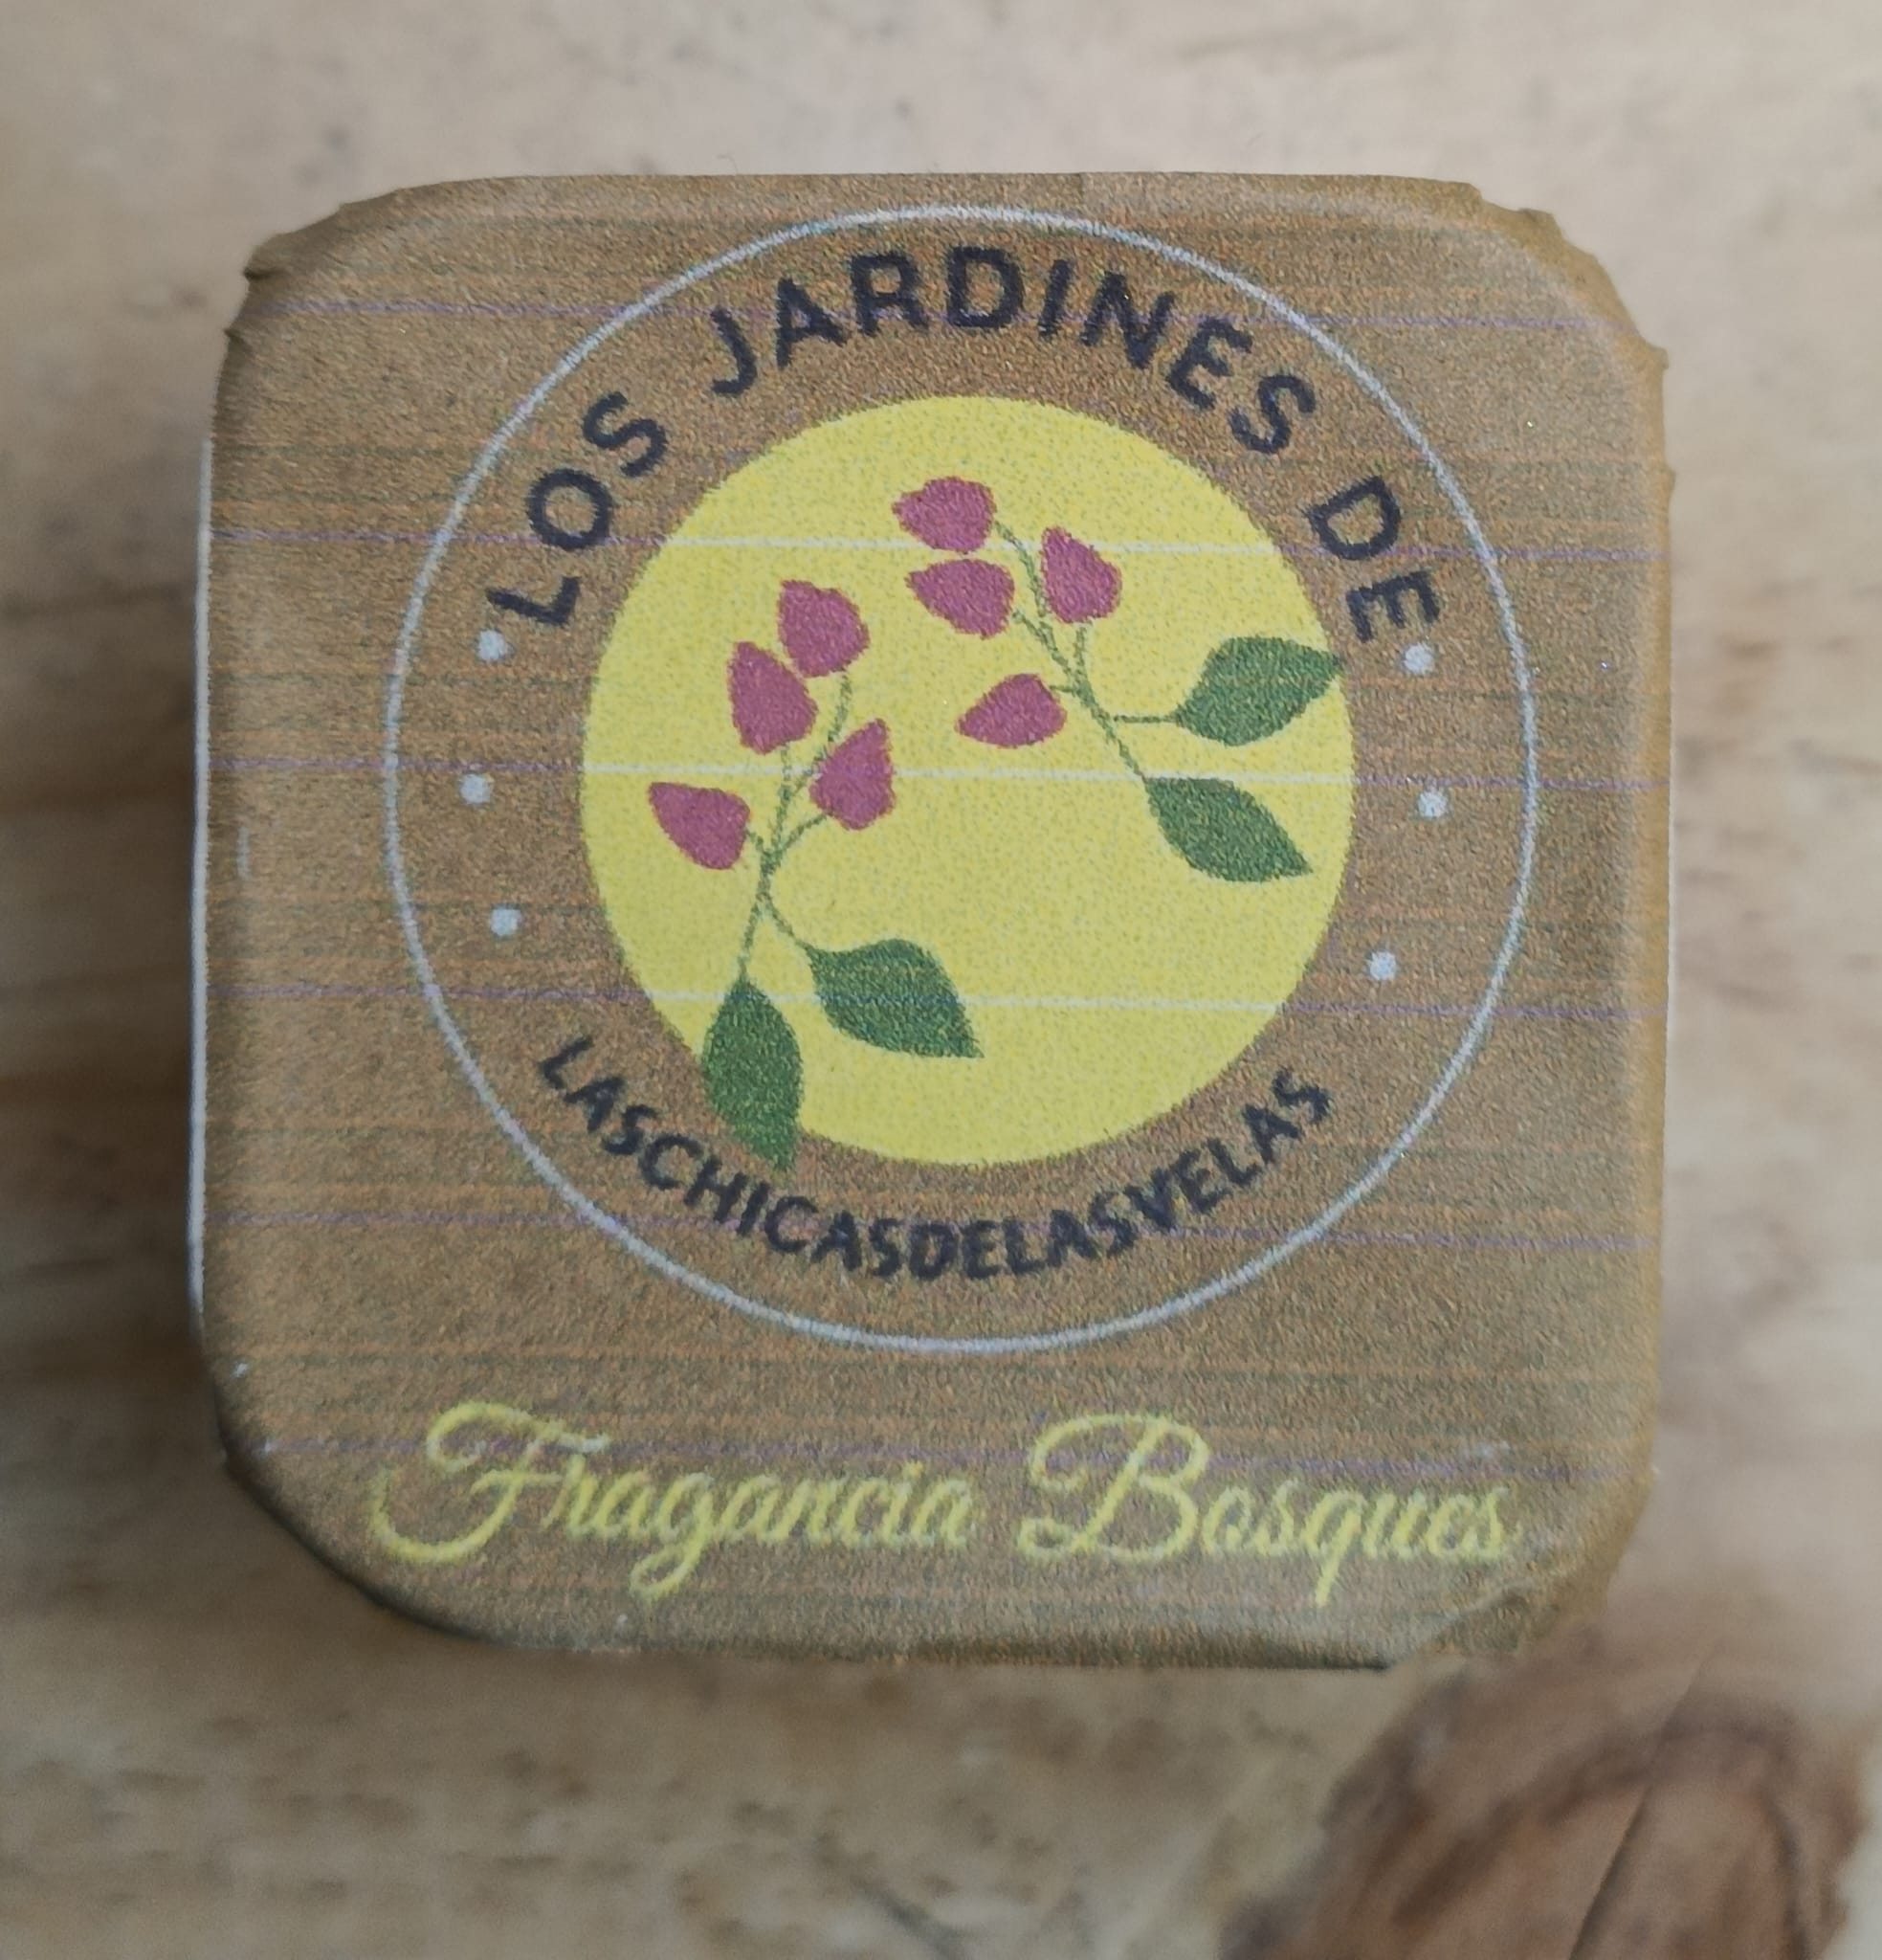 LOS JARDINES DE
LASCHICASDELASVELAS
Fragancia Bosques